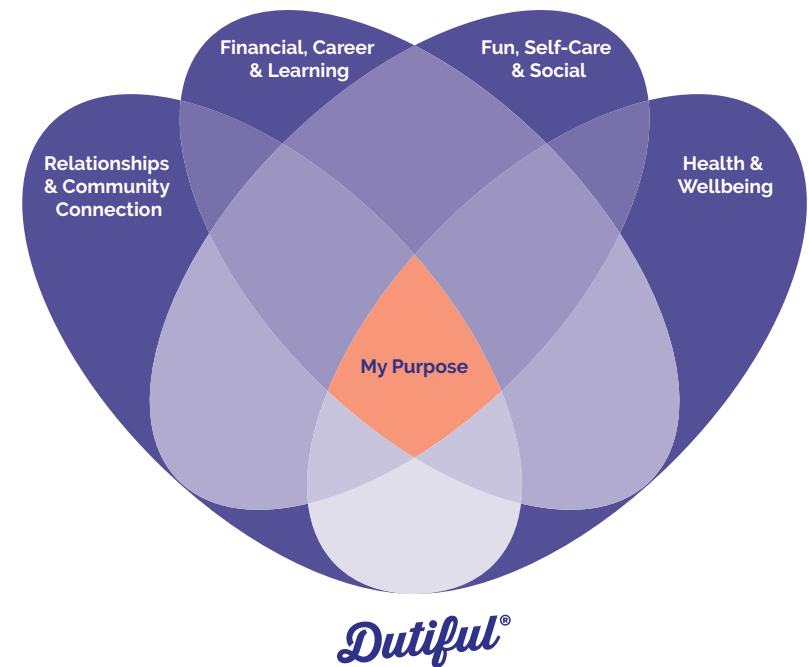 Financial, Career
& Learning
Fun, Self-Care
& Social
Relationships
& Community
Connection
Health &
Wellbeing
My Purpose
Dutiful®